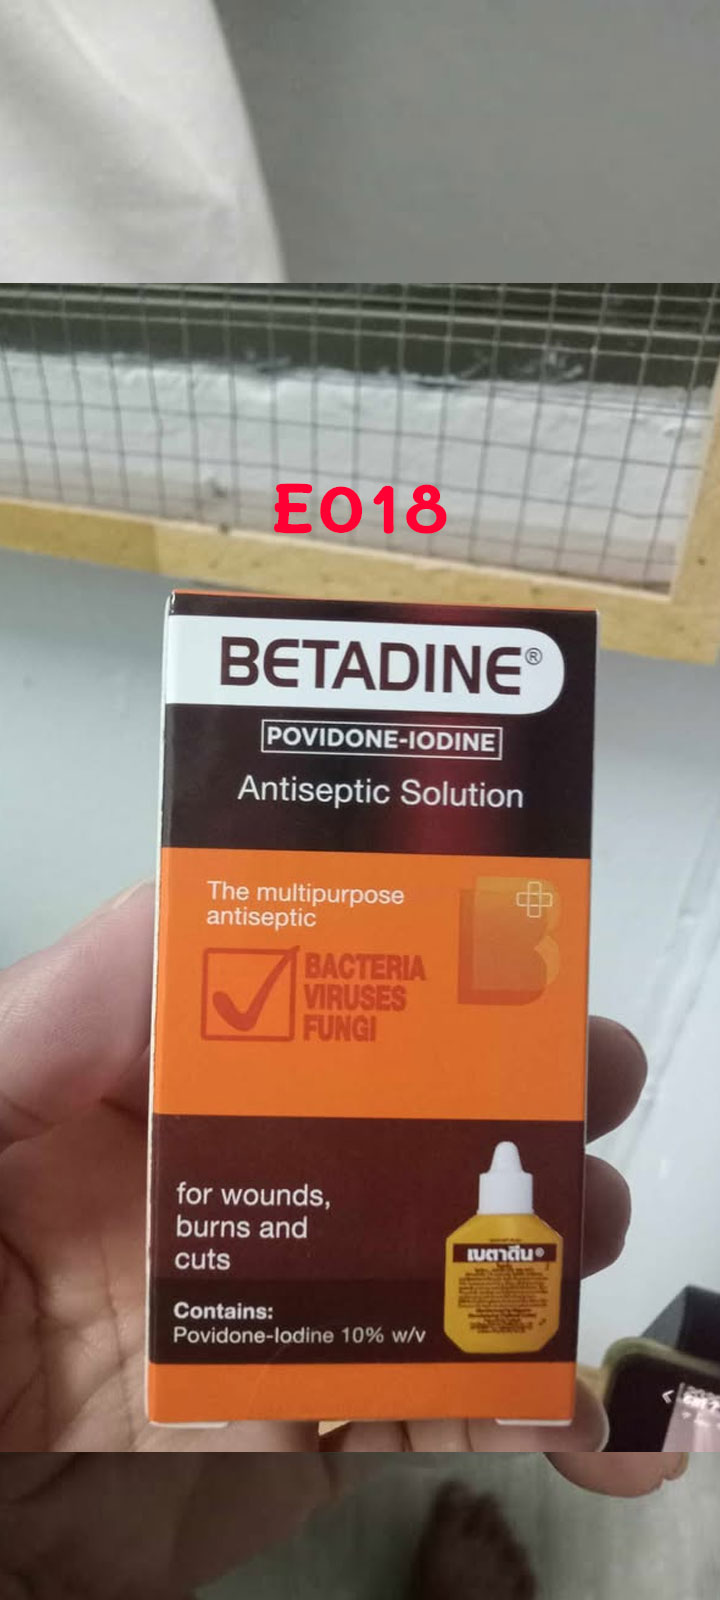 E018
BETADINE®
POVIDONE-IODINE
Antiseptic Solution
The multipurpose
antiseptic
B
BACTERIA
VIRUSES
FUNGI
for wounds,
burns and
cuts
เบตาดีน®
Contains:
Povidone-Iodine 10% w/v